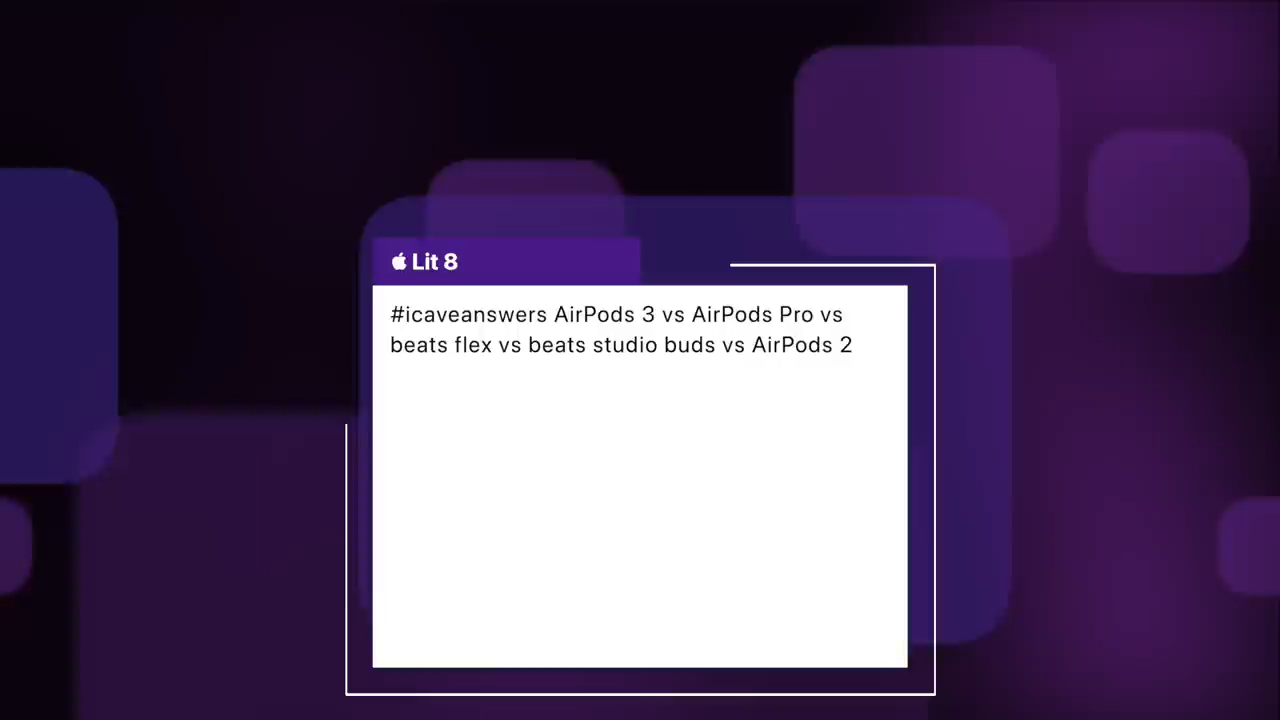 Lit 8
#icaveanswers AirPods 3 vs AirPods Pro vs
beats flex vs beats studio buds vs AirPods 2